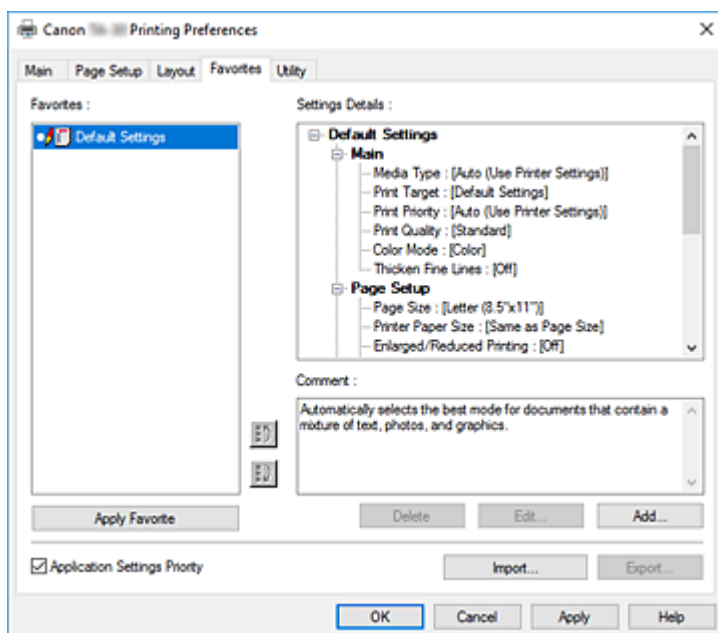 Canon Printing Preferences
Main
Page Setup
Layout
Favorites
Utility
Favorites :
Default Settings
Apply Favorite
Settings Details :
Default Settings
Main
Media Type : [Auto (Use Printer Settings)]
Print Target : [Default Settings]
Print Priority : [Auto (Use Printer Settings)]
Print Quality : [Standard]
Color Mode : [Color]
Thicken Fine Lines : [Off]
Page Setup
Page Size : [Letter (8.5"x11")]
Printer Paper Size : [Same as Page Size]
Enlarged/Reduced Printing : [Off]
Comment :
Automatically selects the best mode for documents that contain a
mixture of text, photos, and graphics.
Delete
Edit...
Add...
Application Settings Priority
Import...
Export...
OK
Cancel
Apply
Help